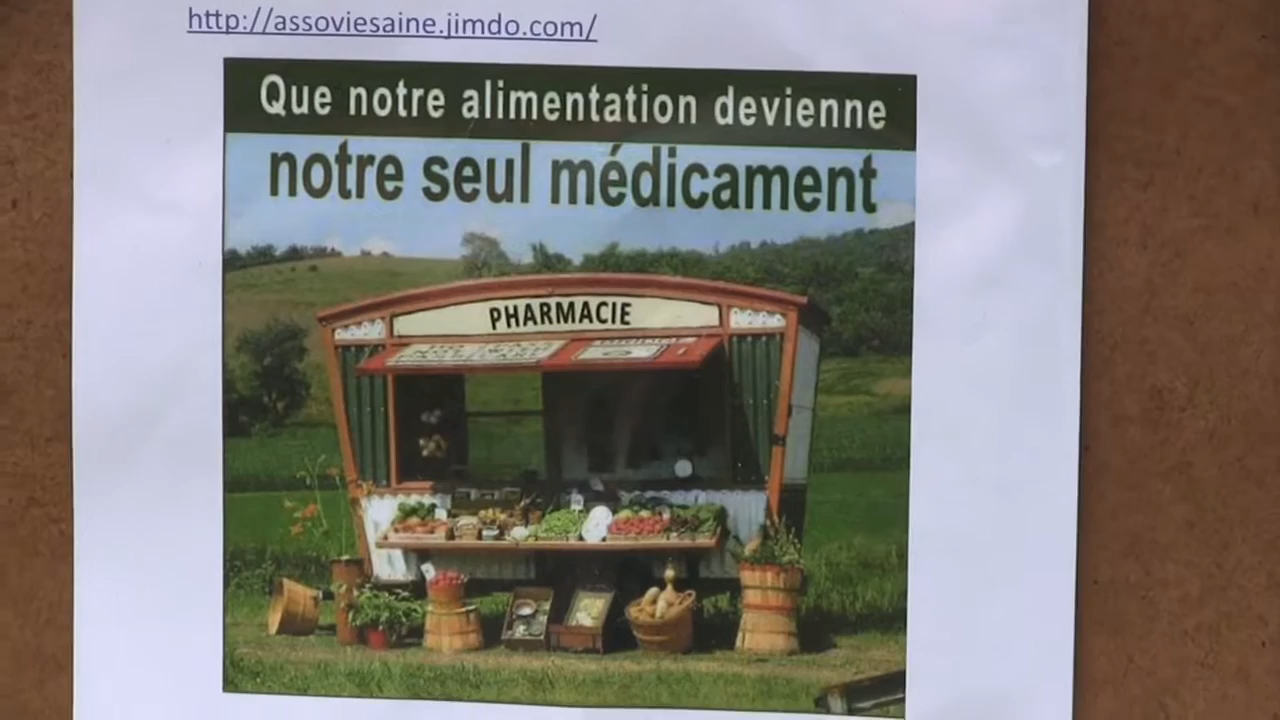 http://assoviesaine.jimdo.com/
Que notre alimentation devienne
notre seul médicament
PHARMACIE